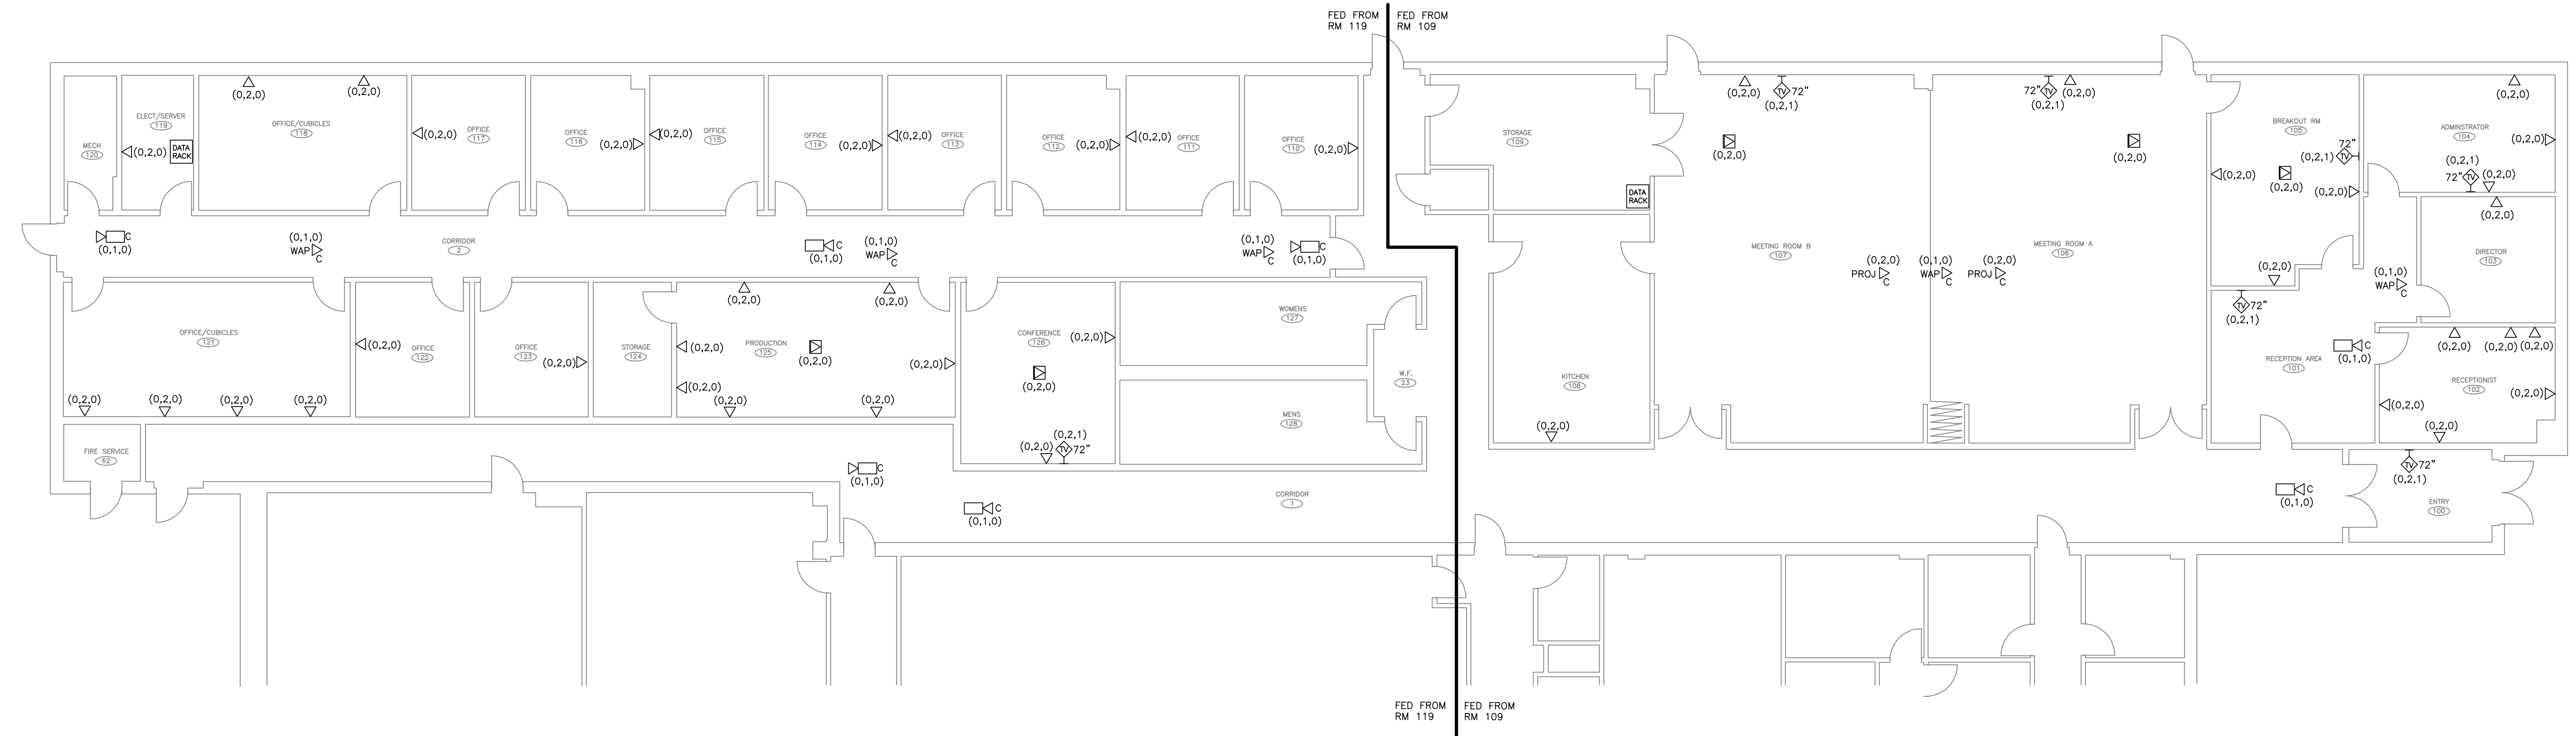 FED FROM
RM 119
FED FROM
RM 109
MECH
120
ELECT/SERVER
119
(0,2,0)
DATA
RACK
(0,2,0)
(0,2,0)
OFFICE/CUBICLES
118
(0,2,0)
OFFICE
117
OFFICE
116
(0,2,0)
(0,2,0)
OFFICE
115
OFFICE
114
(0,2,0)
(0,2,0)
OFFICE
113
OFFICE
112
(0,2,0)
(0,2,0)
OFFICE
111
OFFICE
110
(0,2,0)
STORAGE
109
DATA
RACK
(0,2,0)
TV 72"
(0,2,1)
(0,2,0)
MEETING ROOM B
107
(0,2,0)
PROJ
C
72" TV
(0,2,1)
(0,2,0)
(0,2,0)
MEETING ROOM A
106
(0,1,0)
WAP
C
(0,2,0)
PROJ
C
BREAKOUT RM
105
72"
(0,2,1) TV
(0,2,0)
(0,2,0)
(0,2,0)
(0,2,0)
ADMINSTRATOR
104
(0,2,0)
(0,2,0)
(0,2,1)
72" TV
(0,2,0)
(0,2,0)
DIRECTOR
103
(0,1,0)
WAP
C
C
(0,1,0)
(0,1,0)
WAP
C
CORRIDOR
2
C
(0,1,0)
(0,1,0)
WAP
C
(0,1,0)
WAP
C
C
(0,1,0)
OFFICE/CUBICLES
121
(0,2,0)
(0,2,0)
(0,2,0)
(0,2,0)
(0,2,0)
OFFICE
122
OFFICE
123
(0,2,0)
STORAGE
124
(0,2,0)
(0,2,0)
PRODUCTION
125
(0,2,0)
(0,2,0)
(0,2,0)
(0,2,0)
(0,2,0)
(0,2,0)
CONFERENCE
126
(0,2,0)
(0,2,0)
(0,2,1)
(0,2,0)
TV 72"
WOMENS
127
MENS
128
W.F.
23
KITCHEN
108
(0,2,0)
TV 72"
(0,2,1)
C
(0,1,0)
RECEPTION AREA
101
(0,2,0)
(0,2,0)
(0,2,0)
RECEPTIONIST
102
(0,2,0)
(0,2,0)
(0,2,0)
FIRE SERVICE
62
C
(0,1,0)
C
(0,1,0)
CORRIDOR
1
C
(0,1,0)
TV 72"
(0,2,1)
ENTRY
100
FED FROM
RM 119
FED FROM
RM 109